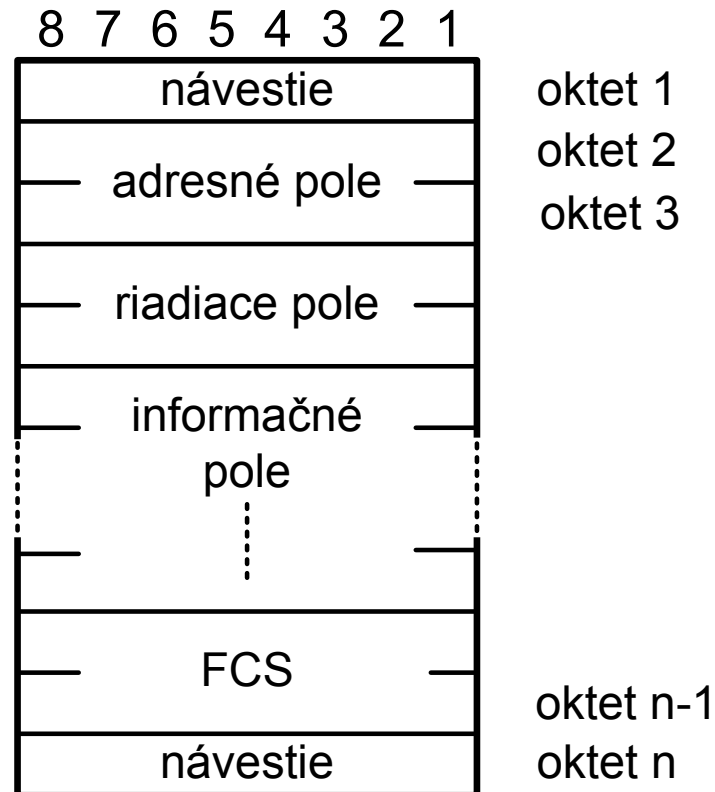 8 7 6 5 4 3 2 1
návestie oktet 1
oktet 2
adresné pole
oktet 3
riadiace pole
informačné
pole
FCS
oktet n-1
návestie oktet n